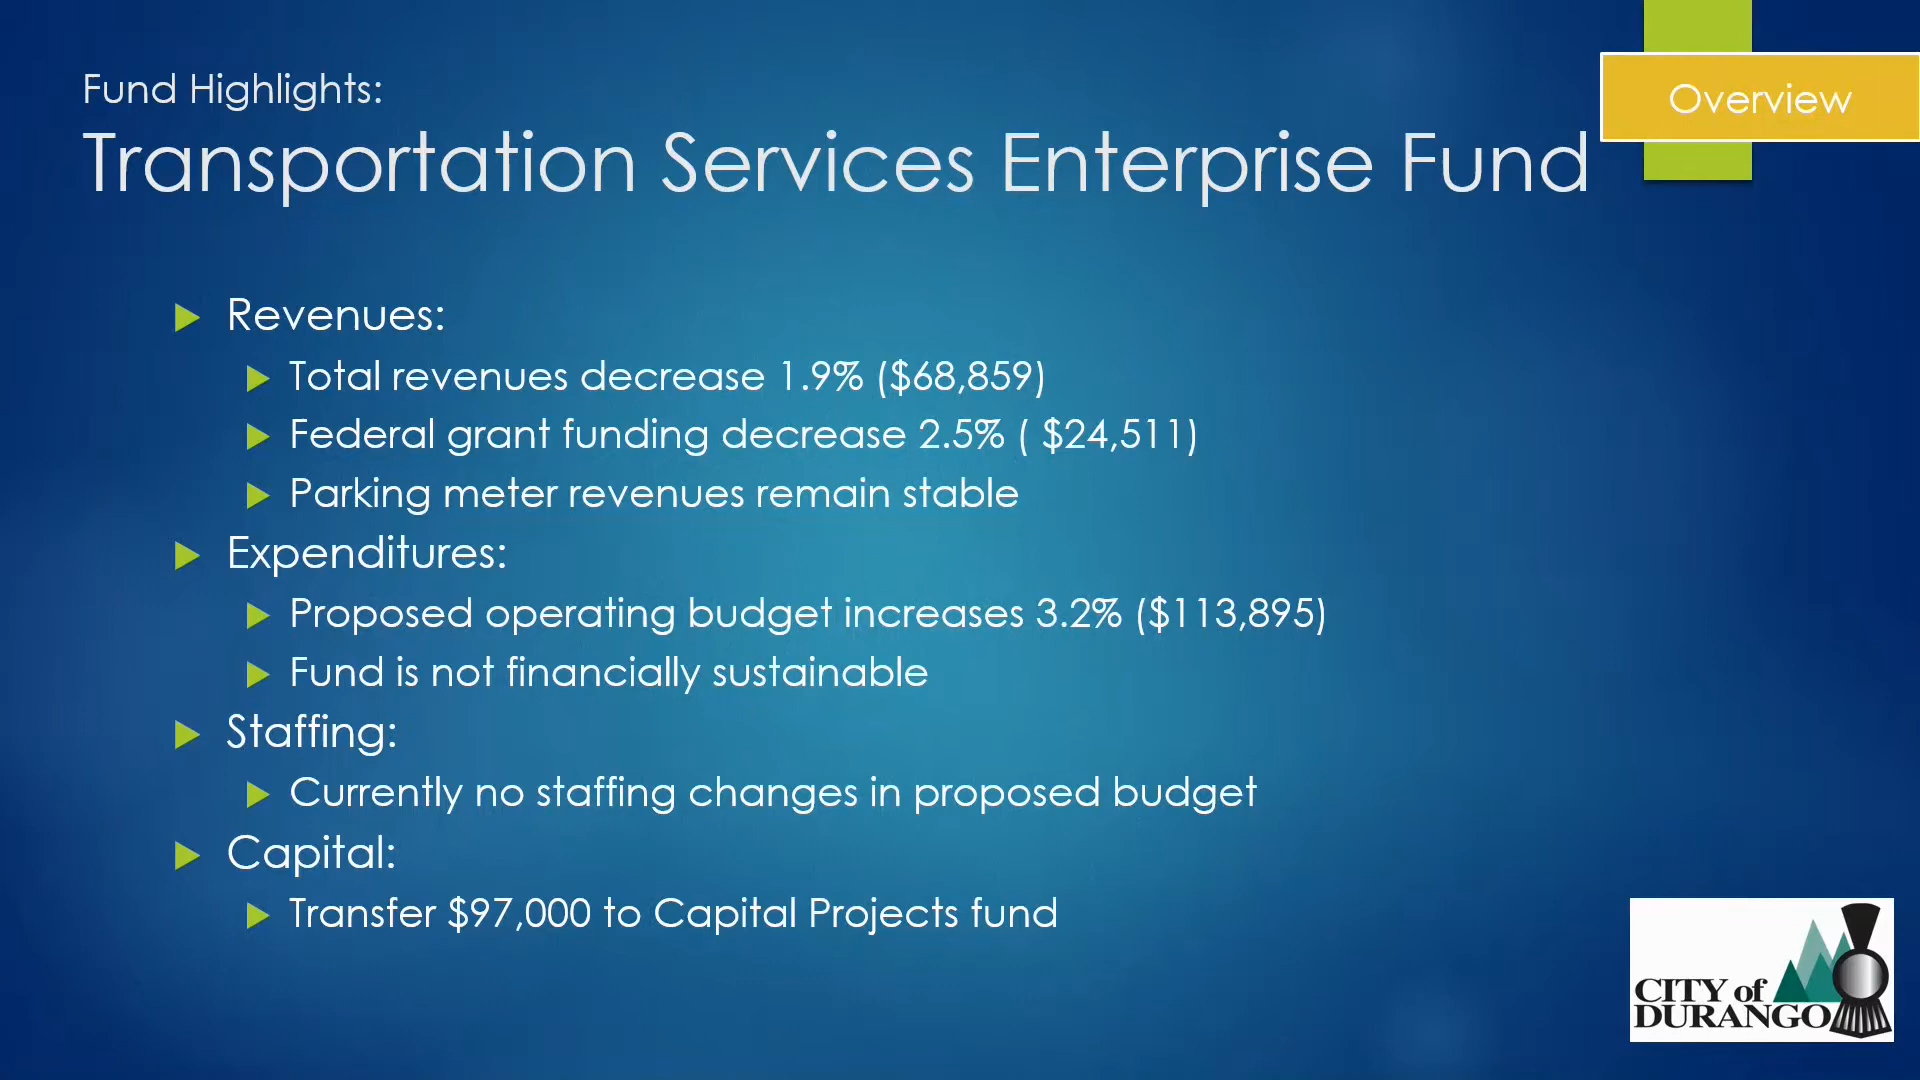 Fund Highlights:
Overview
Transportation Services Enterprise Fund
Revenues:
Total revenues decrease 1.9% ($68,859)
Federal grant funding decrease 2.5% ( $24,511)
Parking meter revenues remain stable
Expenditures:
Proposed operating budget increases 3.2% ($113,895)
Fund is not financially sustainable
Staffing:
Currently no staffing changes in proposed budget
Capital:
Transfer $97,000 to Capital Projects fund
CITY of
DURANGO